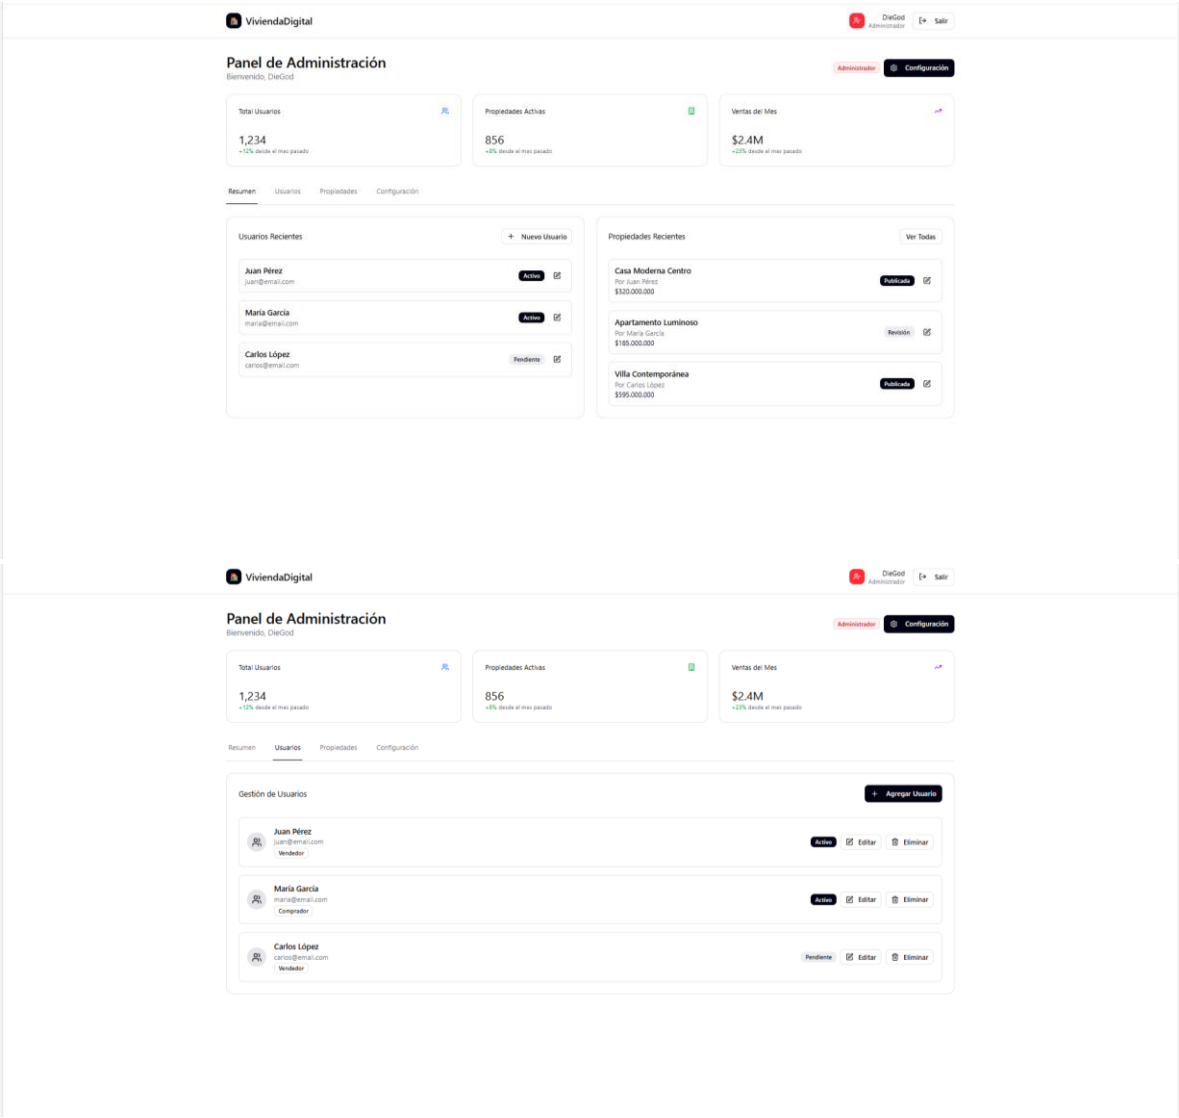 ViviendaDigital
DieGod
Administrador
Salir
Panel de Administración
Bienvenido, DieGod
Administrador
Configuración
Total Usuarios
1,234
+12% desde el mes pasado
Propiedades Activas
856
+8% desde el mes pasado
Ventas del Mes
$2.4M
+23% desde el mes pasado
Resumen Usuarios Propiedades Configuración
Usuarios Recientes
+ Nuevo Usuario
Juan Pérez
juan@email.com
Activo
María García
maria@email.com
Activo
Carlos López
carlos@email.com
Pendiente
Propiedades Recientes
Ver Todas
Casa Moderna Centro
Por Juan Pérez
$320.000.000
Publicada
Apartamento Luminoso
Por María García
$185.000.000
Revisión
Villa Contemporánea
Por Carlos López
$595.000.000
Publicada
ViviendaDigital
DieGod
Administrador
Salir
Panel de Administración
Bienvenido, DieGod
Administrador
Configuración
Total Usuarios
1,234
+12% desde el mes pasado
Propiedades Activas
856
+8% desde el mes pasado
Ventas del Mes
$2.4M
+23% desde el mes pasado
Resumen Usuarios Propiedades Configuración
Gestión de Usuarios
+ Agregar Usuario
Juan Pérez
juan@email.com
Vendedor
Activo Editar Eliminar
María García
maria@email.com
Comprador
Activo Editar Eliminar
Carlos López
carlos@email.com
Vendedor
Pendiente Editar Eliminar